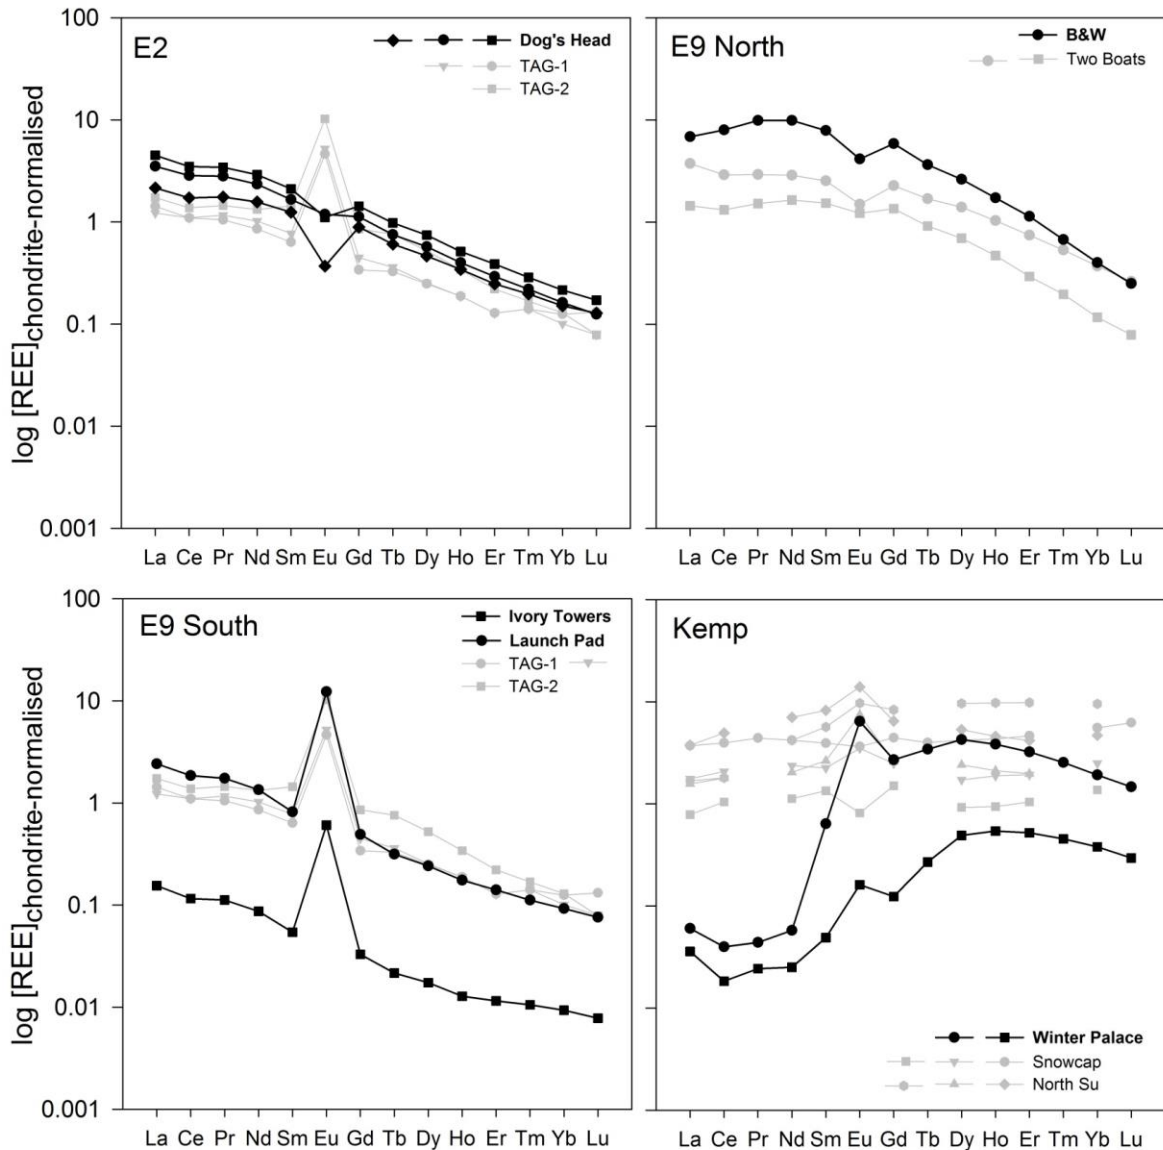 E2
Dog's Head
TAG-1
TAG-2
100
10
1
0.1
0.01
0.001
log [REE]chondrite-normalised
La Ce Pr Nd Sm Eu Gd Tb Dy Ho Er Tm Yb Lu
E9 North
B&W
Two Boats
La Ce Pr Nd Sm Eu Gd Tb Dy Ho Er Tm Yb Lu
E9 South
Ivory Towers
Launch Pad
TAG-1
TAG-2
100
10
1
0.1
0.01
0.001
log [REE]chondrite-normalised
La Ce Pr Nd Sm Eu Gd Tb Dy Ho Er Tm Yb Lu
Kemp
Winter Palace
Snowcap
North Su
La Ce Pr Nd Sm Eu Gd Tb Dy Ho Er Tm Yb Lu